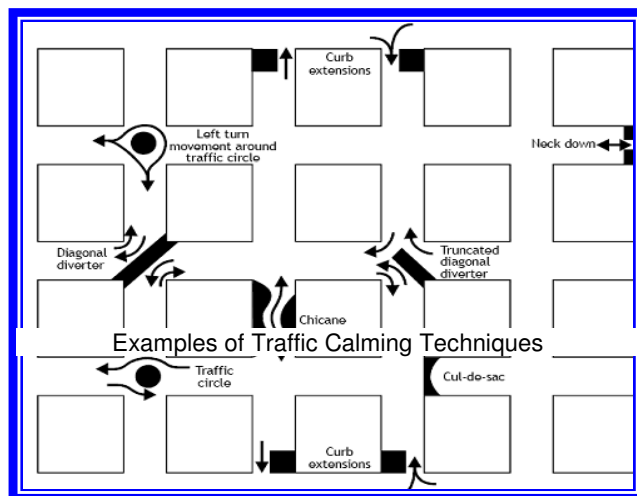 Curb
extensions
Left turn
movement around
traffic circle
Neck down
Diagonal
diverter
Truncated
diagonal
diverter
Chicane
Examples of Traffic Calming Techniques
Traffic
circle
Cul-de-sac
Curb
extensions